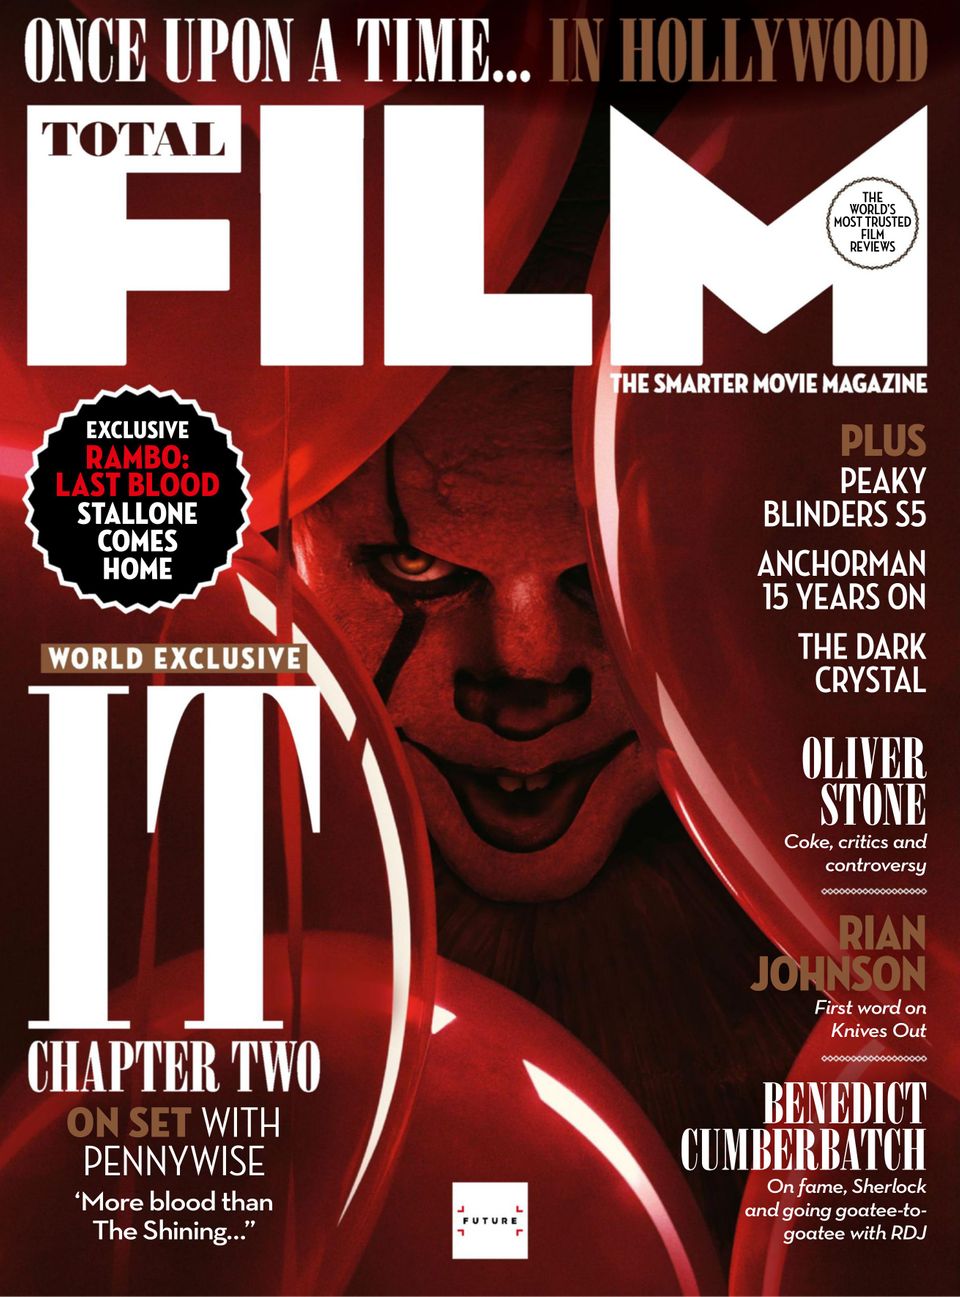 ONCE UPON A TIME... IN HOLLYWOOD
TOTAL
FILM
THE
WORLD'S
MOST TRUSTED
FILM
REVIEWS
THE SMARTER MOVIE MAGAZINE
EXCLUSIVE
RAMBO:
LAST BLOOD
STALLONE
COMES
HOME
WORLD EXCLUSIVE
IT
CHAPTER TWO
ON SET WITH
PENNYWISE
‘More blood than
The Shining...”
PLUS
PEAKY
BLINDERS S5
ANCHORMAN
15 YEARS ON
THE DARK
CRYSTAL
OLIVER
STONE
Coke, critics and
controversy
RIAN
JOHNSON
First word on
Knives Out
BENEDICT
CUMBERBATCH
On fame, Sherlock
and going goatee-to-
goatee with RDJ
FUTURE